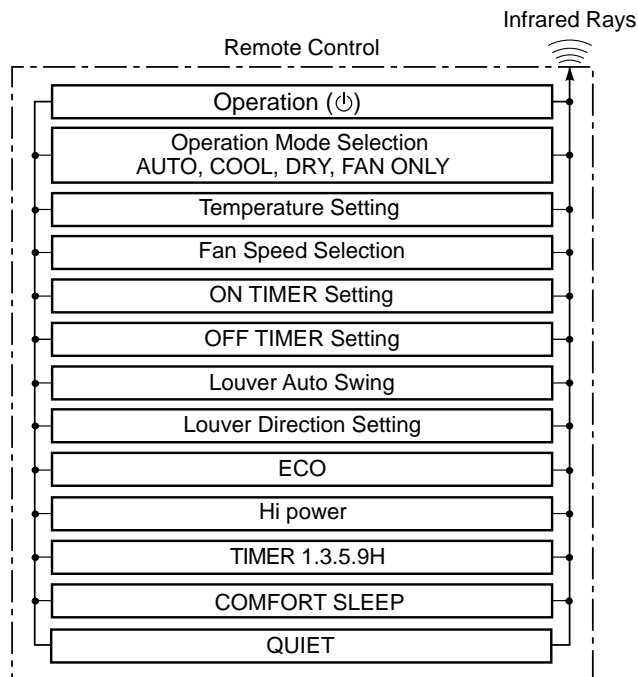 Infrared Rays
Remote Control
Operation (⏻)
Operation Mode Selection
AUTO, COOL, DRY, FAN ONLY
Temperature Setting
Fan Speed Selection
ON TIMER Setting
OFF TIMER Setting
Louver Auto Swing
Louver Direction Setting
ECO
Hi power
TIMER 1.3.5.9H
COMFORT SLEEP
QUIET